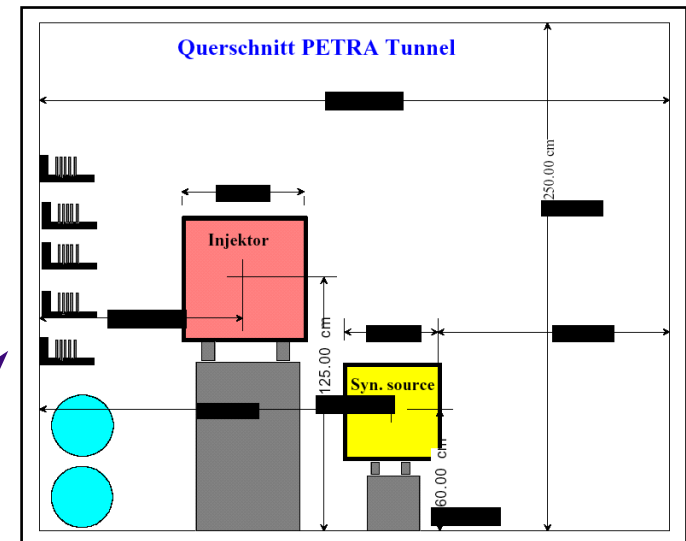 Querschnitt PETRA Tunnel
250.00 cm
Injektor
125.00 cm
Syn. source
60.00 cm